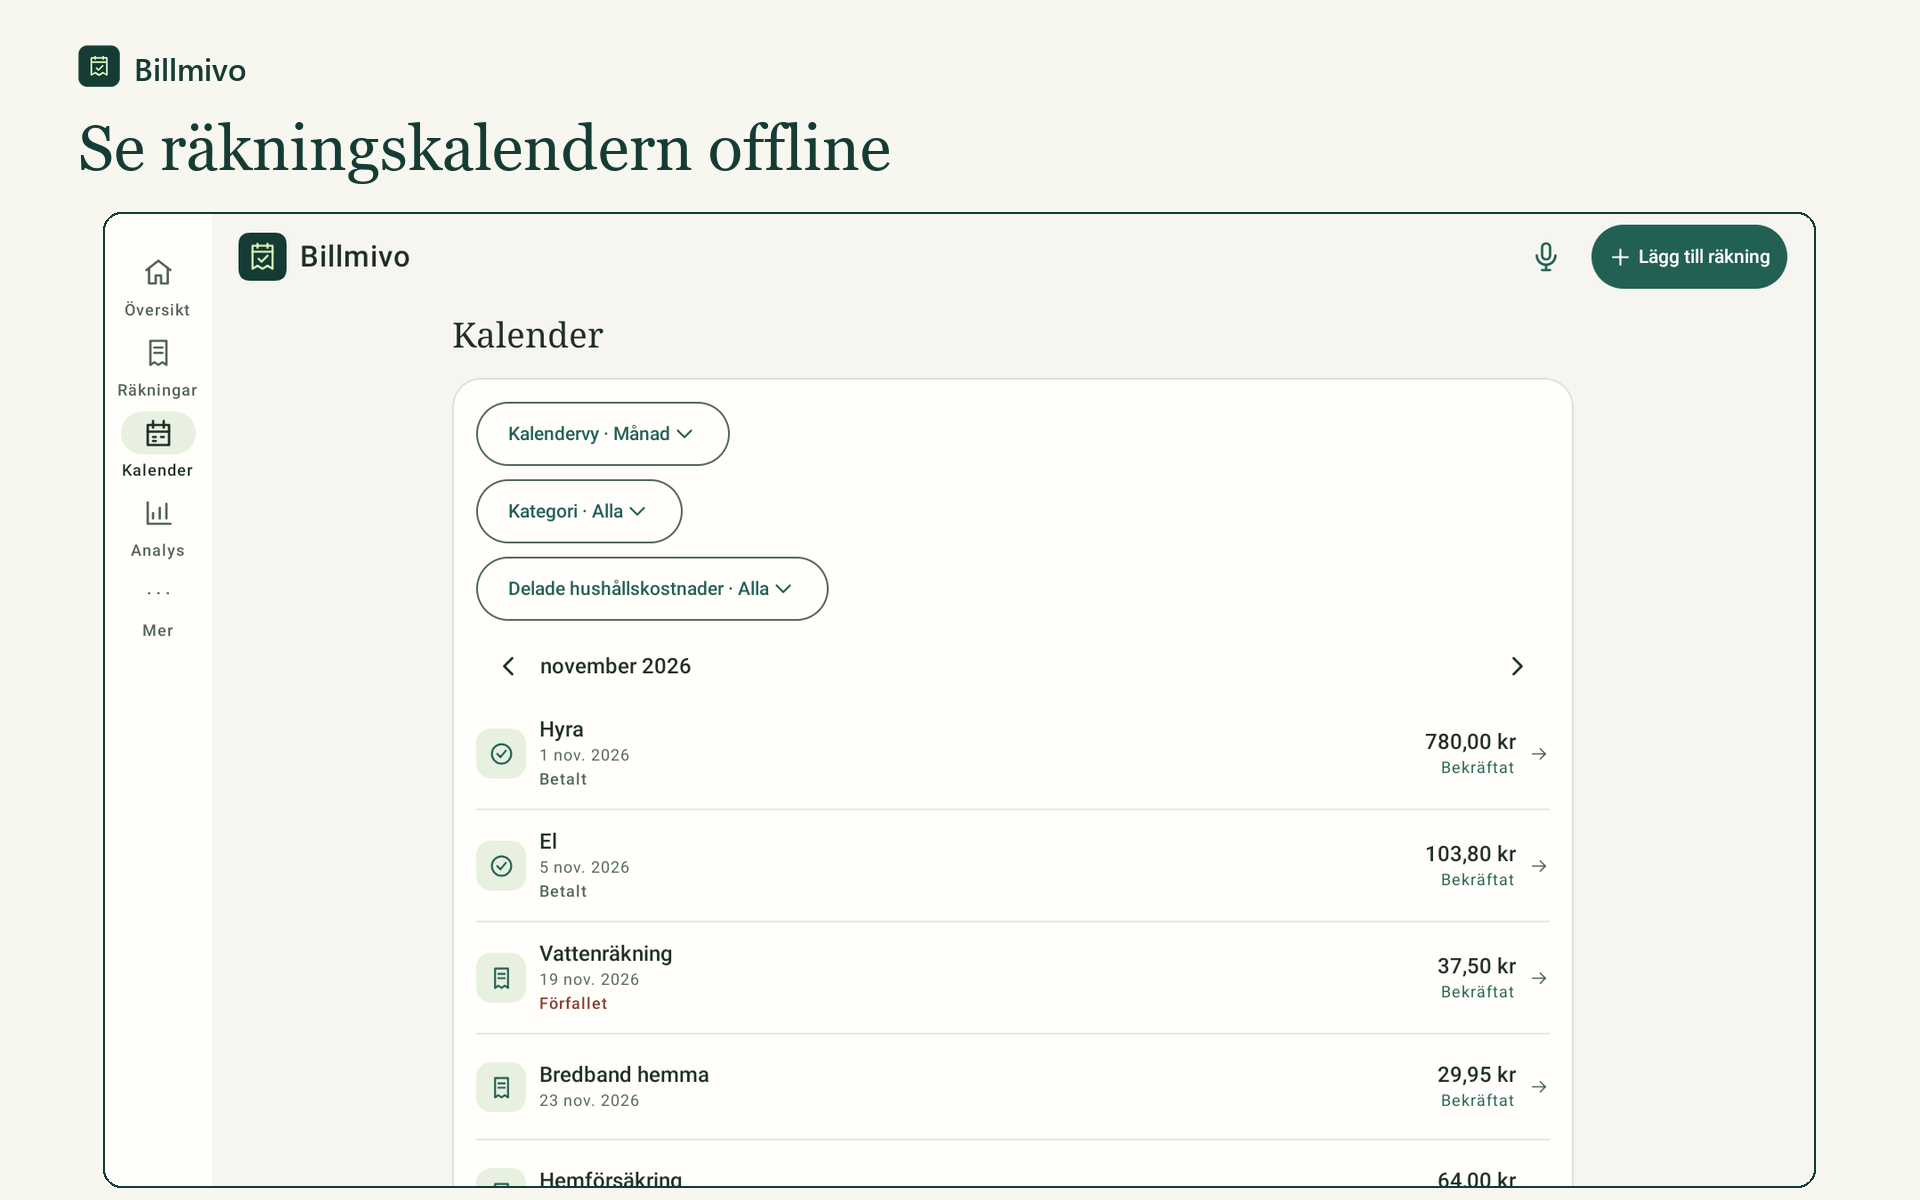 Billmivo
Se räkningskalendern offline
Billmivo
Lägg till räkning
Översikt
Räkningar
Kalender
Analys
Mer
Kalender
Kalendervy · Månad
Kategori · Alla
Delade hushållskostnader · Alla
november 2026
Hyra
1 nov. 2026
Betalt
780,00 kr
Bekräftat
El
5 nov. 2026
Betalt
103,80 kr
Bekräftat
Vattenräkning
19 nov. 2026
Förfallet
37,50 kr
Bekräftat
Bredband hemma
23 nov. 2026
29,95 kr
Bekräftat
Hemförsäkring
64,00 kr